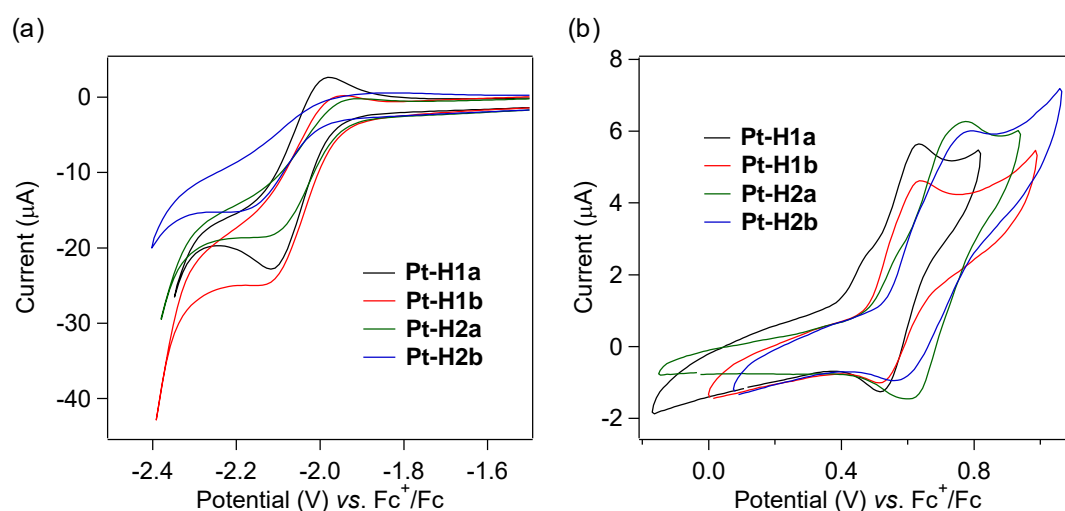 (a)
Current (μA)
0
-10
-20
-30
-40
-2.4
-2.2
-2.0
-1.8
-1.6
Potential (V) vs. Fc⁺/Fc
Pt-H1a
Pt-H1b
Pt-H2a
Pt-H2b
(b)
Current (μA)
8
6
4
2
0
-2
0.0
0.4
0.8
Potential (V) vs. Fc⁺/Fc
Pt-H1a
Pt-H1b
Pt-H2a
Pt-H2b